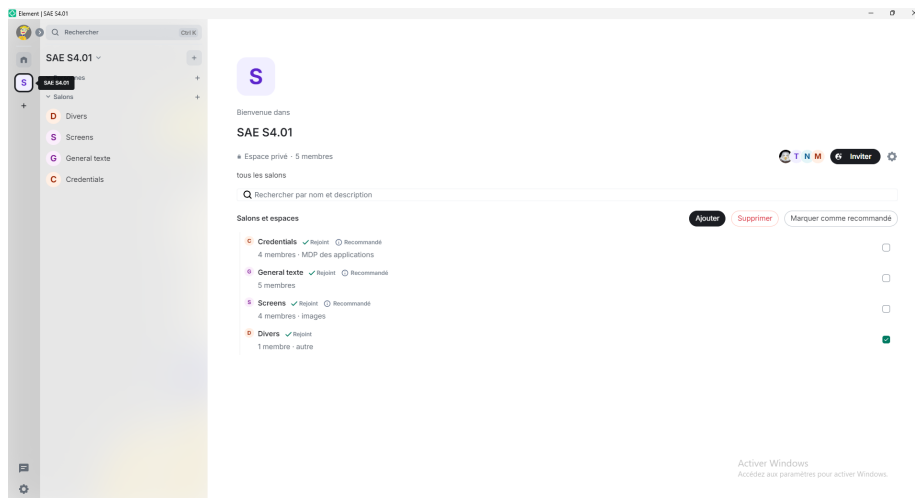 Element | SAE S4.01
Rechercher
Ctrl K
SAE S4.01
SAE S4.01
Salons
D Divers
S Screens
G General texte
C Credentials
S
S
Bienvenue dans
SAE S4.01
Espace privé · 5 membres
T N M
Inviter
tous les salons
Rechercher par nom et description
Salons et espaces
Ajouter Supprimer Marquer comme recommandé
C Credentials Rejoint Recommandé
4 membres · MDP des applications
G General texte Rejoint Recommandé
5 membres
S Screens Rejoint Recommandé
4 membres · images
D Divers Rejoint
1 membre · autre
Activer Windows
Accédez aux paramètres pour activer Windows.